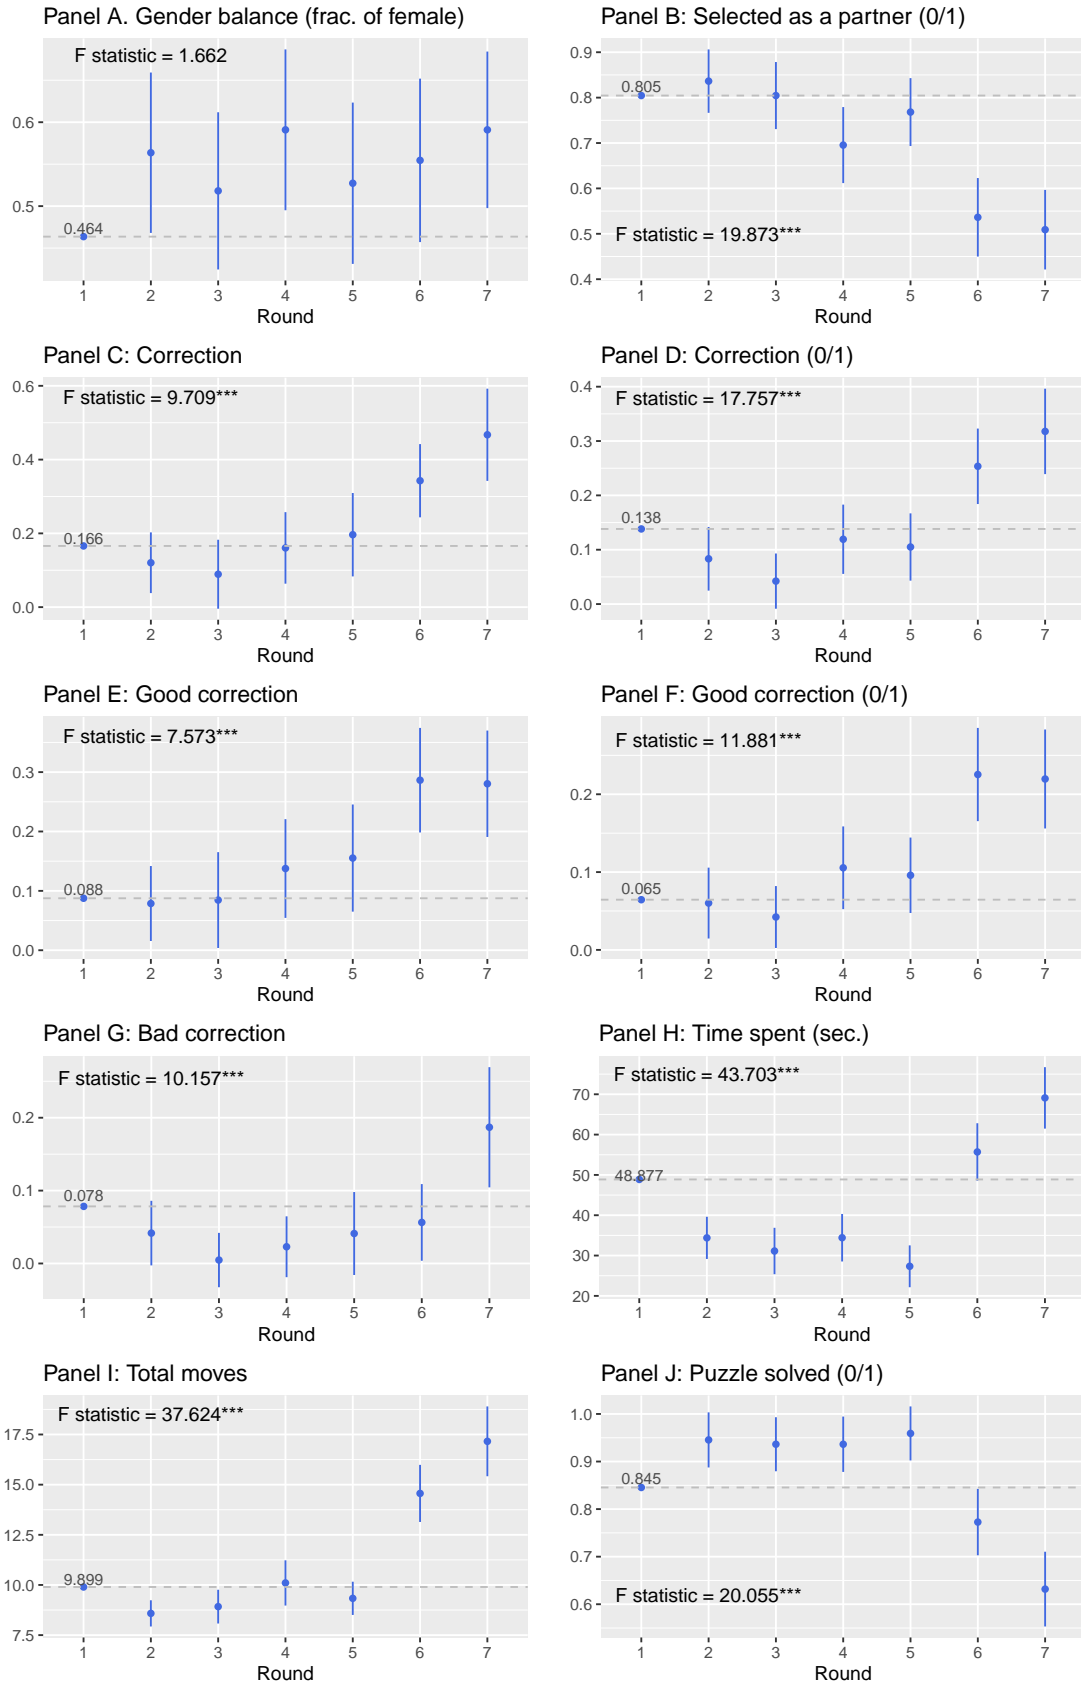 Panel A. Gender balance (frac. of female)
F statistic = 1.662
0.6
0.5
0.464
1 2 3 4 5 6 7
Round
Panel B: Selected as a partner (0/1)
0.9
0.8
0.7
0.6
0.5
0.4
0.805
F statistic = 19.873***
1 2 3 4 5 6 7
Round
Panel C: Correction
F statistic = 9.709***
0.6
0.4
0.2
0.0
0.166
1 2 3 4 5 6 7
Round
Panel D: Correction (0/1)
F statistic = 17.757***
0.4
0.3
0.2
0.1
0.0
0.138
1 2 3 4 5 6 7
Round
Panel E: Good correction
F statistic = 7.573***
0.3
0.2
0.1
0.0
0.088
1 2 3 4 5 6 7
Round
Panel F: Good correction (0/1)
F statistic = 11.881***
0.2
0.1
0.0
0.065
1 2 3 4 5 6 7
Round
Panel G: Bad correction
F statistic = 10.157***
0.2
0.1
0.0
0.078
1 2 3 4 5 6 7
Round
Panel H: Time spent (sec.)
F statistic = 43.703***
70
60
50
40
30
20
48.877
1 2 3 4 5 6 7
Round
Panel I: Total moves
F statistic = 37.624***
17.5
15.0
12.5
10.0
7.5
9.899
1 2 3 4 5 6 7
Round
Panel J: Puzzle solved (0/1)
1.0
0.9
0.8
0.7
0.6
0.845
F statistic = 20.055***
1 2 3 4 5 6 7
Round